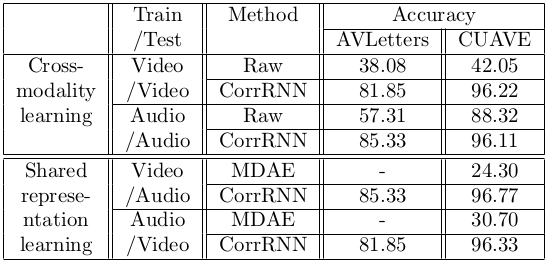 Train Method Accuracy
/Test AVLetters CUAVE
Cross- Video Raw 38.08 42.05
modality /Video CorrRNN 81.85 96.22
learning Audio Raw 57.31 88.32
/Audio CorrRNN 85.33 96.11
Shared Video MDAE - 24.30
represe- /Audio CorrRNN 85.33 96.77
ntation Audio MDAE - 30.70
learning /Video CorrRNN 81.85 96.33